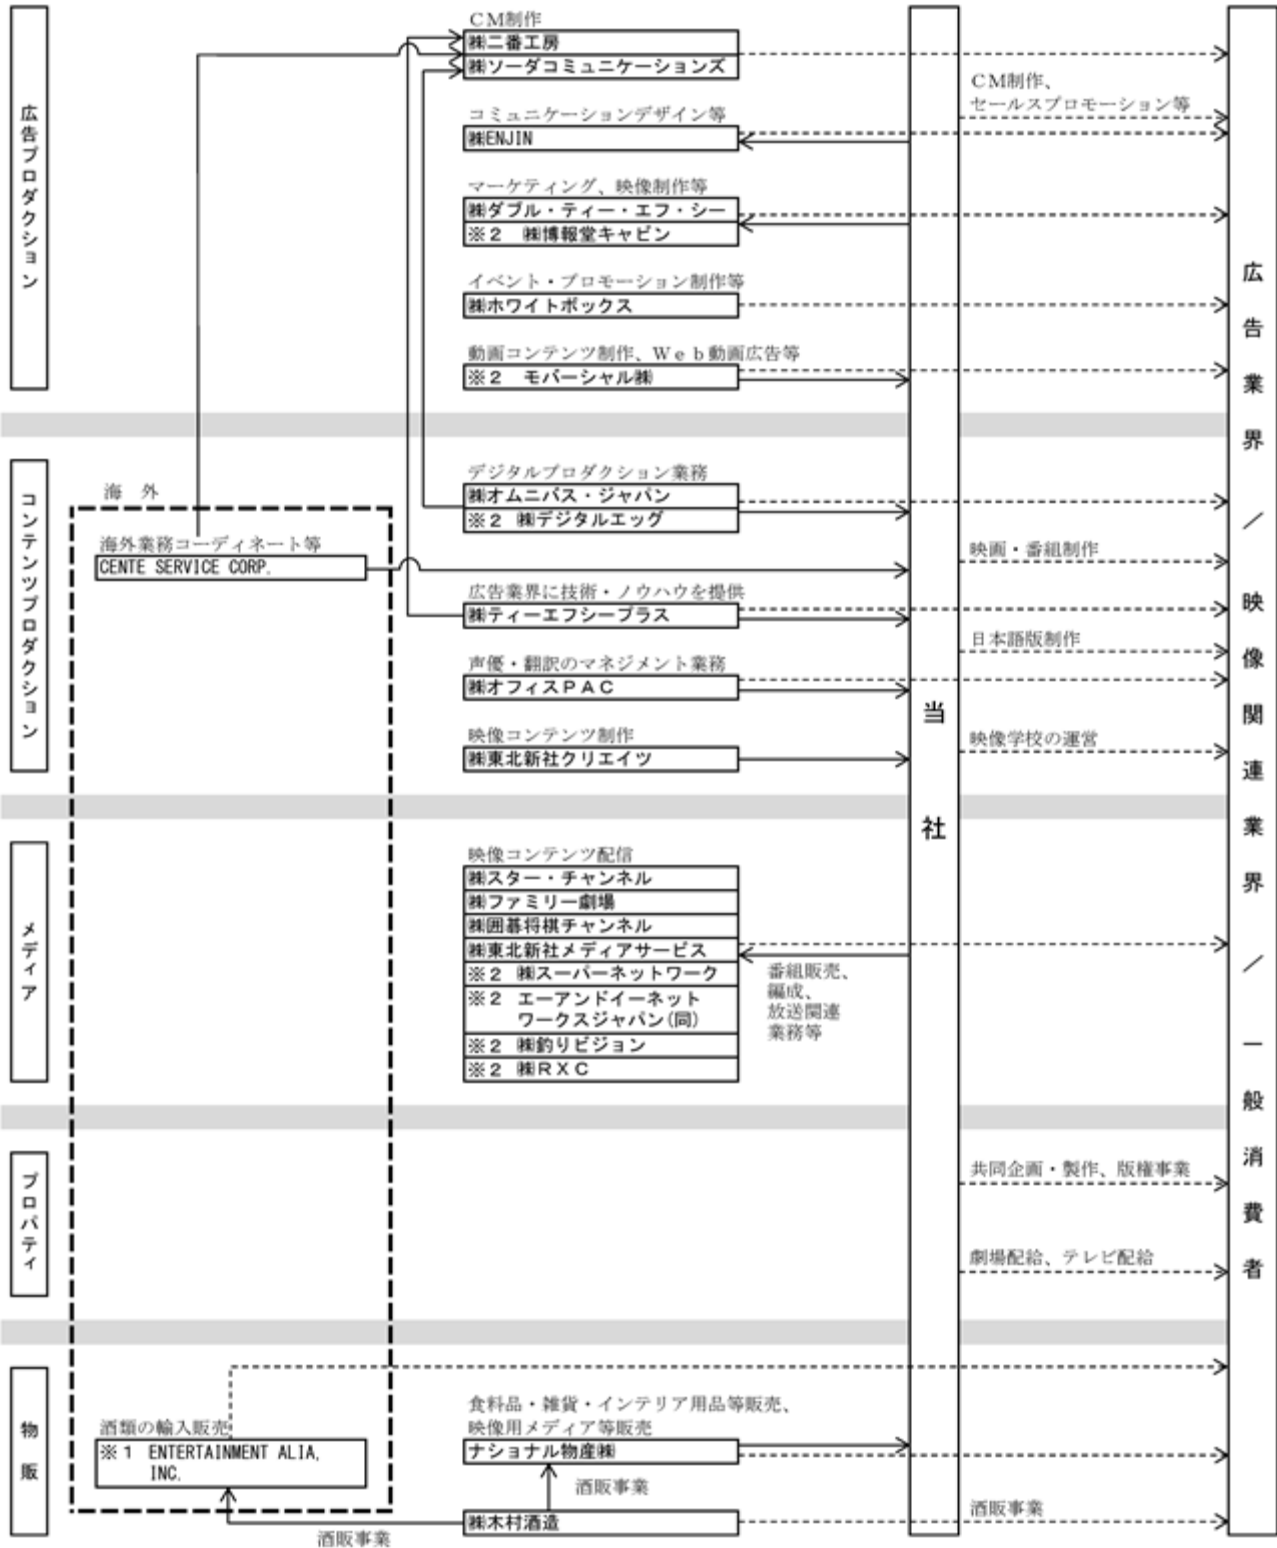 広告プロダクション
ＣＭ制作
㈱二番工房
㈱ソーダコミュニケーションズ
コミュニケーションデザイン等
㈱ENJIN
マーケティング、映像制作等
㈱ダブル・ティー・エフ・シー
※２　㈱博報堂キャビン
イベント・プロモーション制作等
㈱ホワイトボックス
動画コンテンツ制作、Ｗｅｂ動画広告等
※２　モバーシャル㈱
ＣＭ制作、
セールスプロモーション等
コンテンツプロダクション
海　外
海外業務コーディネート等
CENTE SERVICE CORP.
デジタルプロダクション業務
㈱オムニバス・ジャパン
※２　㈱デジタルエッグ
広告業界に技術・ノウハウを提供
㈱ティーエフシープラス
声優・翻訳のマネジメント業務
㈱オフィスＰＡＣ
映像コンテンツ制作
㈱東北新社クリエイツ
映画・番組制作
日本語版制作
映像学校の運営
当社
広告業界／映像関連業界／一般消費者
メディア
映像コンテンツ配信
㈱スター・チャンネル
㈱ファミリー劇場
㈱囲碁将棋チャンネル
㈱東北新社メディアサービス
※２　㈱スーパーネットワーク
※２　エーアンドイーネット
ワークスジャパン(同)
※２　㈱釣りビジョン
※２　㈱ＲＸＣ
番組販売、
編成、
放送関連
業務等
プロパティ
共同企画・製作、版権事業
劇場配給、テレビ配給
物販
酒類の輸入販売
※１　ENTERTAINMENT ALIA,
INC.
食料品・雑貨・インテリア用品等販売、
映像用メディア等販売
ナショナル物産㈱
酒販事業
㈱木村酒造
酒販事業
酒販事業